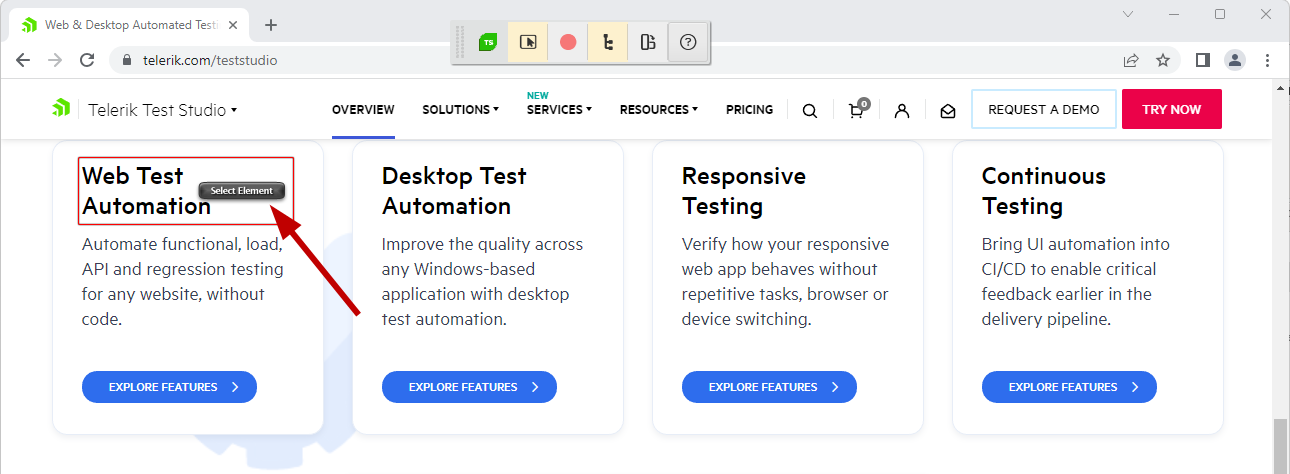 Web & Desktop Automated Testi
TS
telerik.com/teststudio
Telerik Test Studio
OVERVIEW
SOLUTIONS
NEW
SERVICES
RESOURCES
PRICING
0
REQUEST A DEMO
TRY NOW
Web Test
Automation
Select Element
Automate functional, load,
API and regression testing
for any website, without
code.
EXPLORE FEATURES
Desktop Test
Automation
Improve the quality across
any Windows-based
application with desktop
test automation.
EXPLORE FEATURES
Responsive
Testing
Verify how your responsive
web app behaves without
repetitive tasks, browser or
device switching.
EXPLORE FEATURES
Continuous
Testing
Bring UI automation into
CI/CD to enable critical
feedback earlier in the
delivery pipeline.
EXPLORE FEATURES